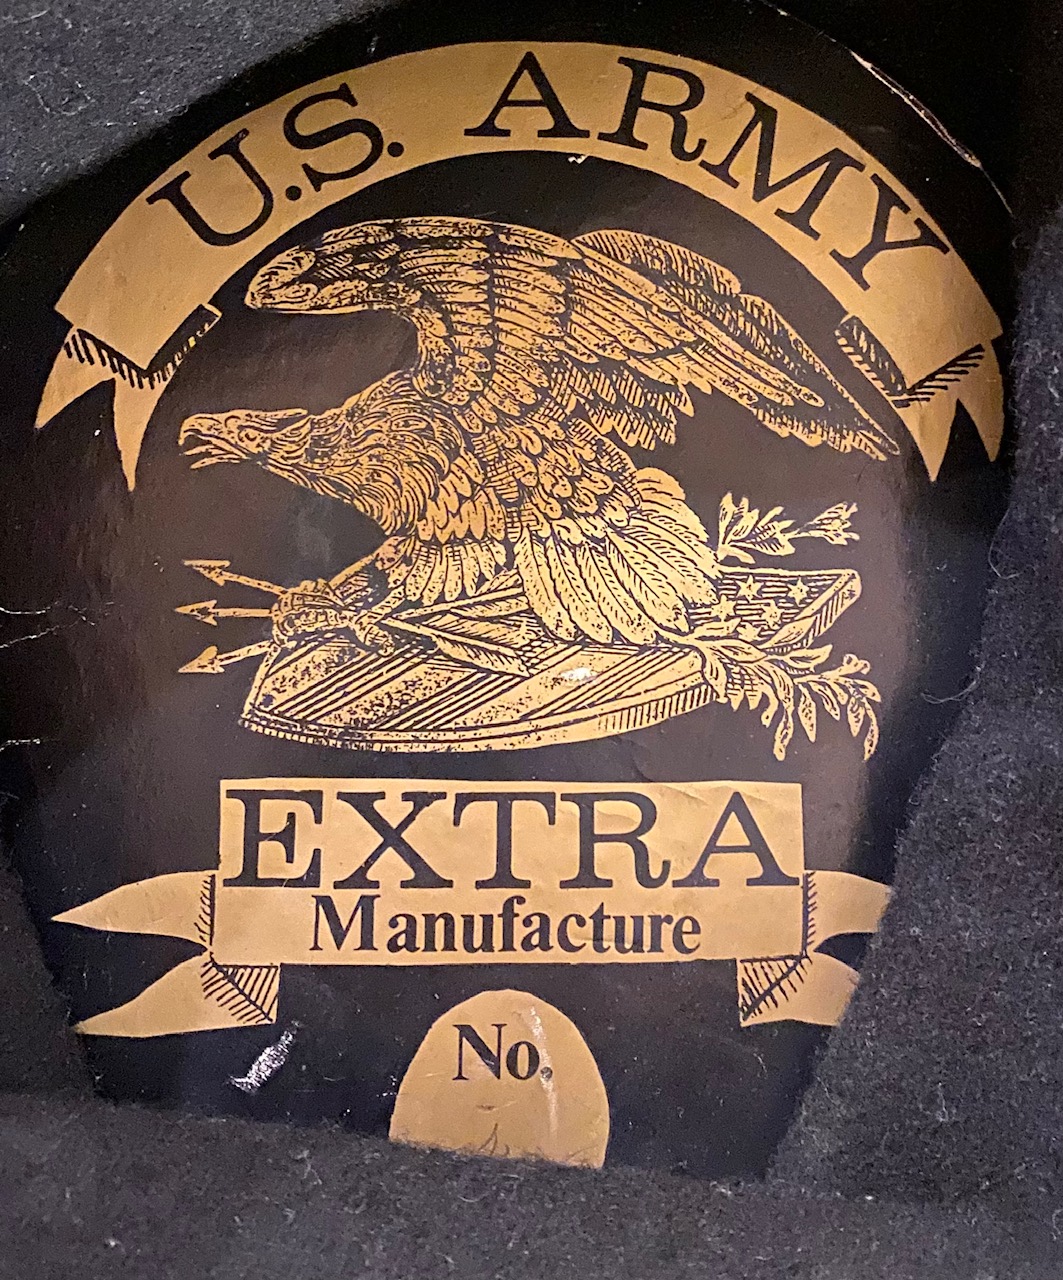 U.S. ARMY
EXTRA
Manufacture
No.